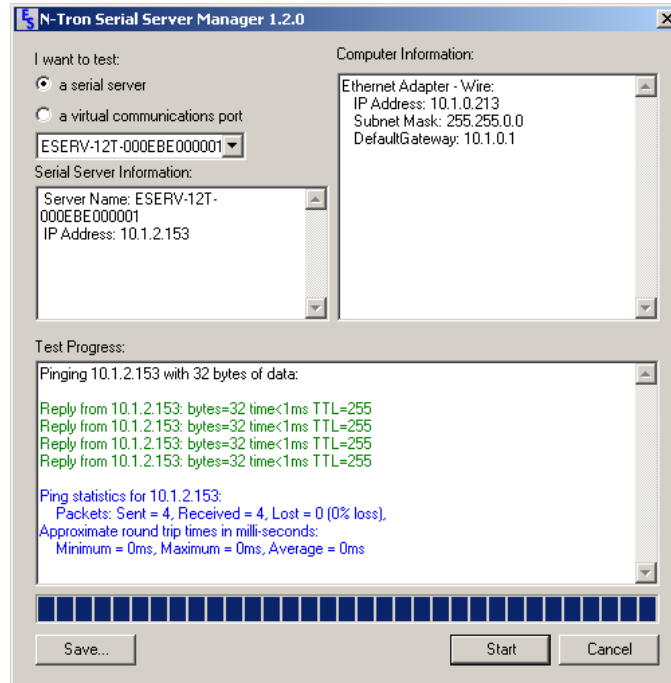 N-Tron Serial Server Manager 1.2.0
I want to test:
a serial server
a virtual communications port
ESERV-12T-000EBE000001
Serial Server Information:
Server Name: ESERV-12T-
000EBE000001
IP Address: 10.1.2.153
Computer Information:
Ethernet Adapter - Wire:
IP Address: 10.1.0.213
Subnet Mask: 255.255.0.0
DefaultGateway: 10.1.0.1
Test Progress:
Pinging 10.1.2.153 with 32 bytes of data:
Reply from 10.1.2.153: bytes=32 time<1ms TTL=255
Reply from 10.1.2.153: bytes=32 time<1ms TTL=255
Reply from 10.1.2.153: bytes=32 time<1ms TTL=255
Reply from 10.1.2.153: bytes=32 time<1ms TTL=255
Ping statistics for 10.1.2.153:
Packets: Sent = 4, Received = 4, Lost = 0 (0% loss),
Approximate round trip times in milli-seconds:
Minimum = 0ms, Maximum = 0ms, Average = 0ms
Save...
Start
Cancel